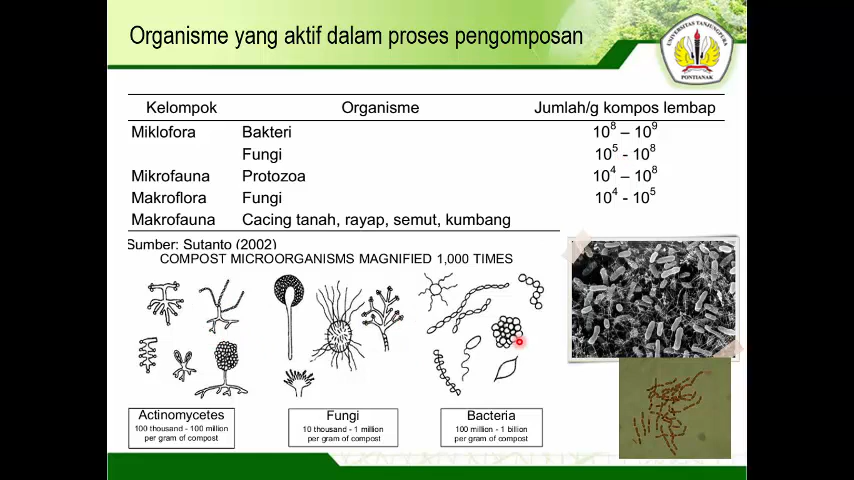 Organisme yang aktif dalam proses pengomposan
UNIVERSITAS TANJUNGPURA
PONTIANAK
Kelompok Organisme Jumlah/g kompos lembap
Miklofora Bakteri 10⁸ – 10⁹
Fungi 10⁵ - 10⁸
Mikrofauna Protozoa 10⁴ – 10⁸
Makroflora Fungi 10⁴ - 10⁵
Makrofauna Cacing tanah, rayap, semut, kumbang
Sumber: Sutanto (2002)
COMPOST MICROORGANISMS MAGNIFIED 1,000 TIMES
Actinomycetes
100 thousand - 100 million
per gram of compost
Fungi
10 thousand - 1 million
per gram of compost
Bacteria
100 million - 1 billion
per gram of compost